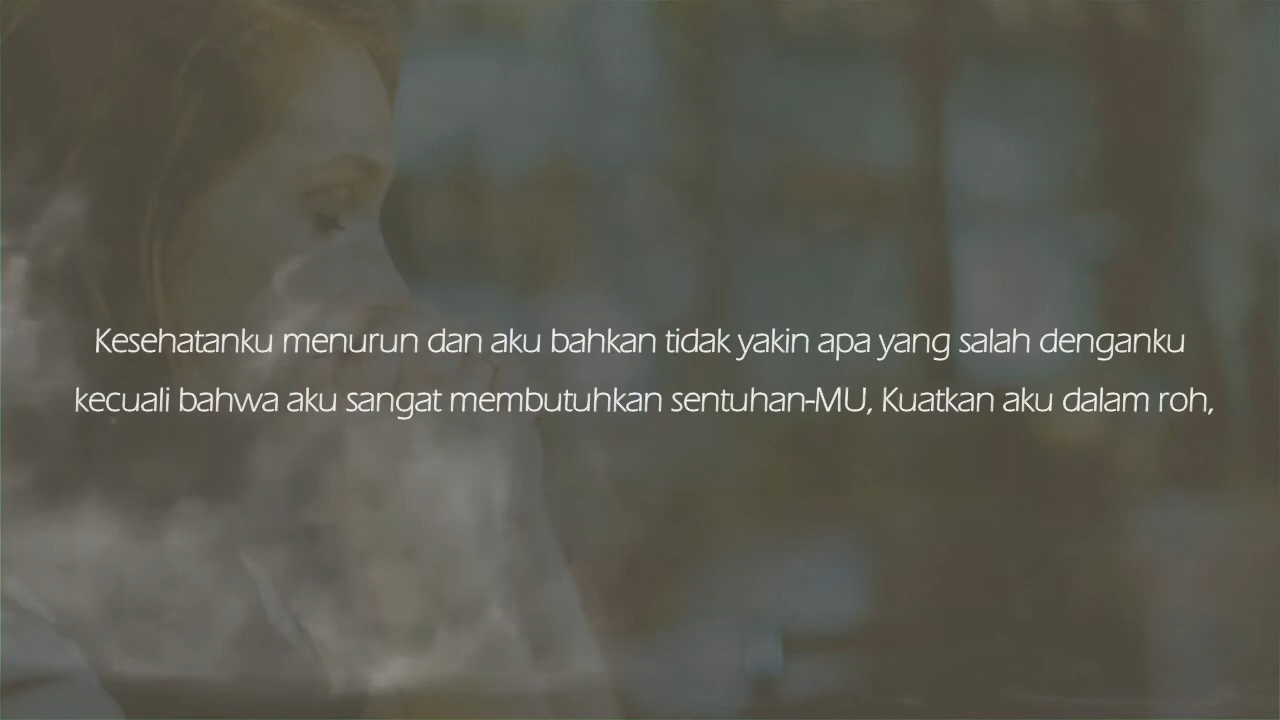 Kesehatanku menurun dan aku bahkan tidak yakin apa yang salah denganku
kecuali bahwa aku sangat membutuhkan sentuhan-MU, Kuatkan aku dalam roh,